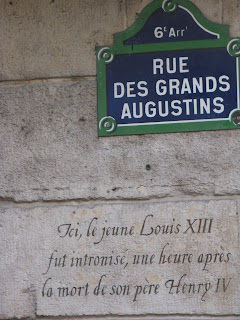 6e Arrt
RUE
DES GRANDS
AUGUSTINS
Ici, le jeune Louis XIII
fut intronisé, une heure après
la mort de son père Henry IV